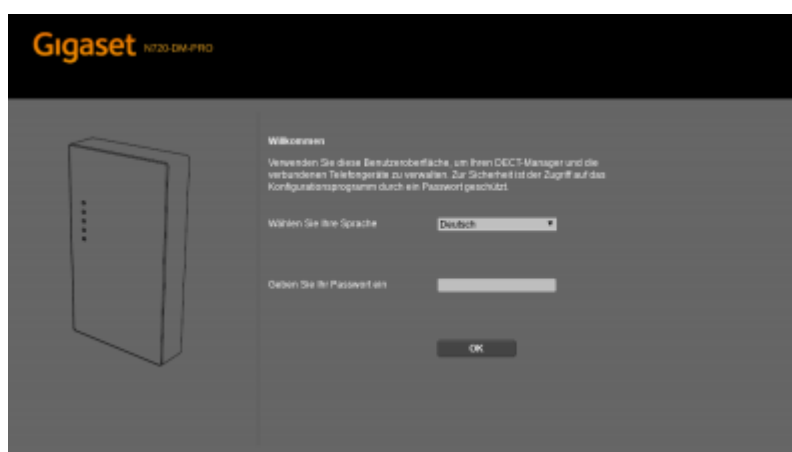 Gigaset N720-DM-PRO
Willkommen
Verwenden Sie diese Benutzeroberfläche, um Ihren DECT-Manager und die
verbundenen Telefongeräte zu verwalten. Zur Sicherheit ist der Zugriff auf das
Konfigurationsprogramm durch ein Passwort geschützt.
Wählen Sie Ihre Sprache Deutsch
Geben Sie Ihr Passwort ein
OK